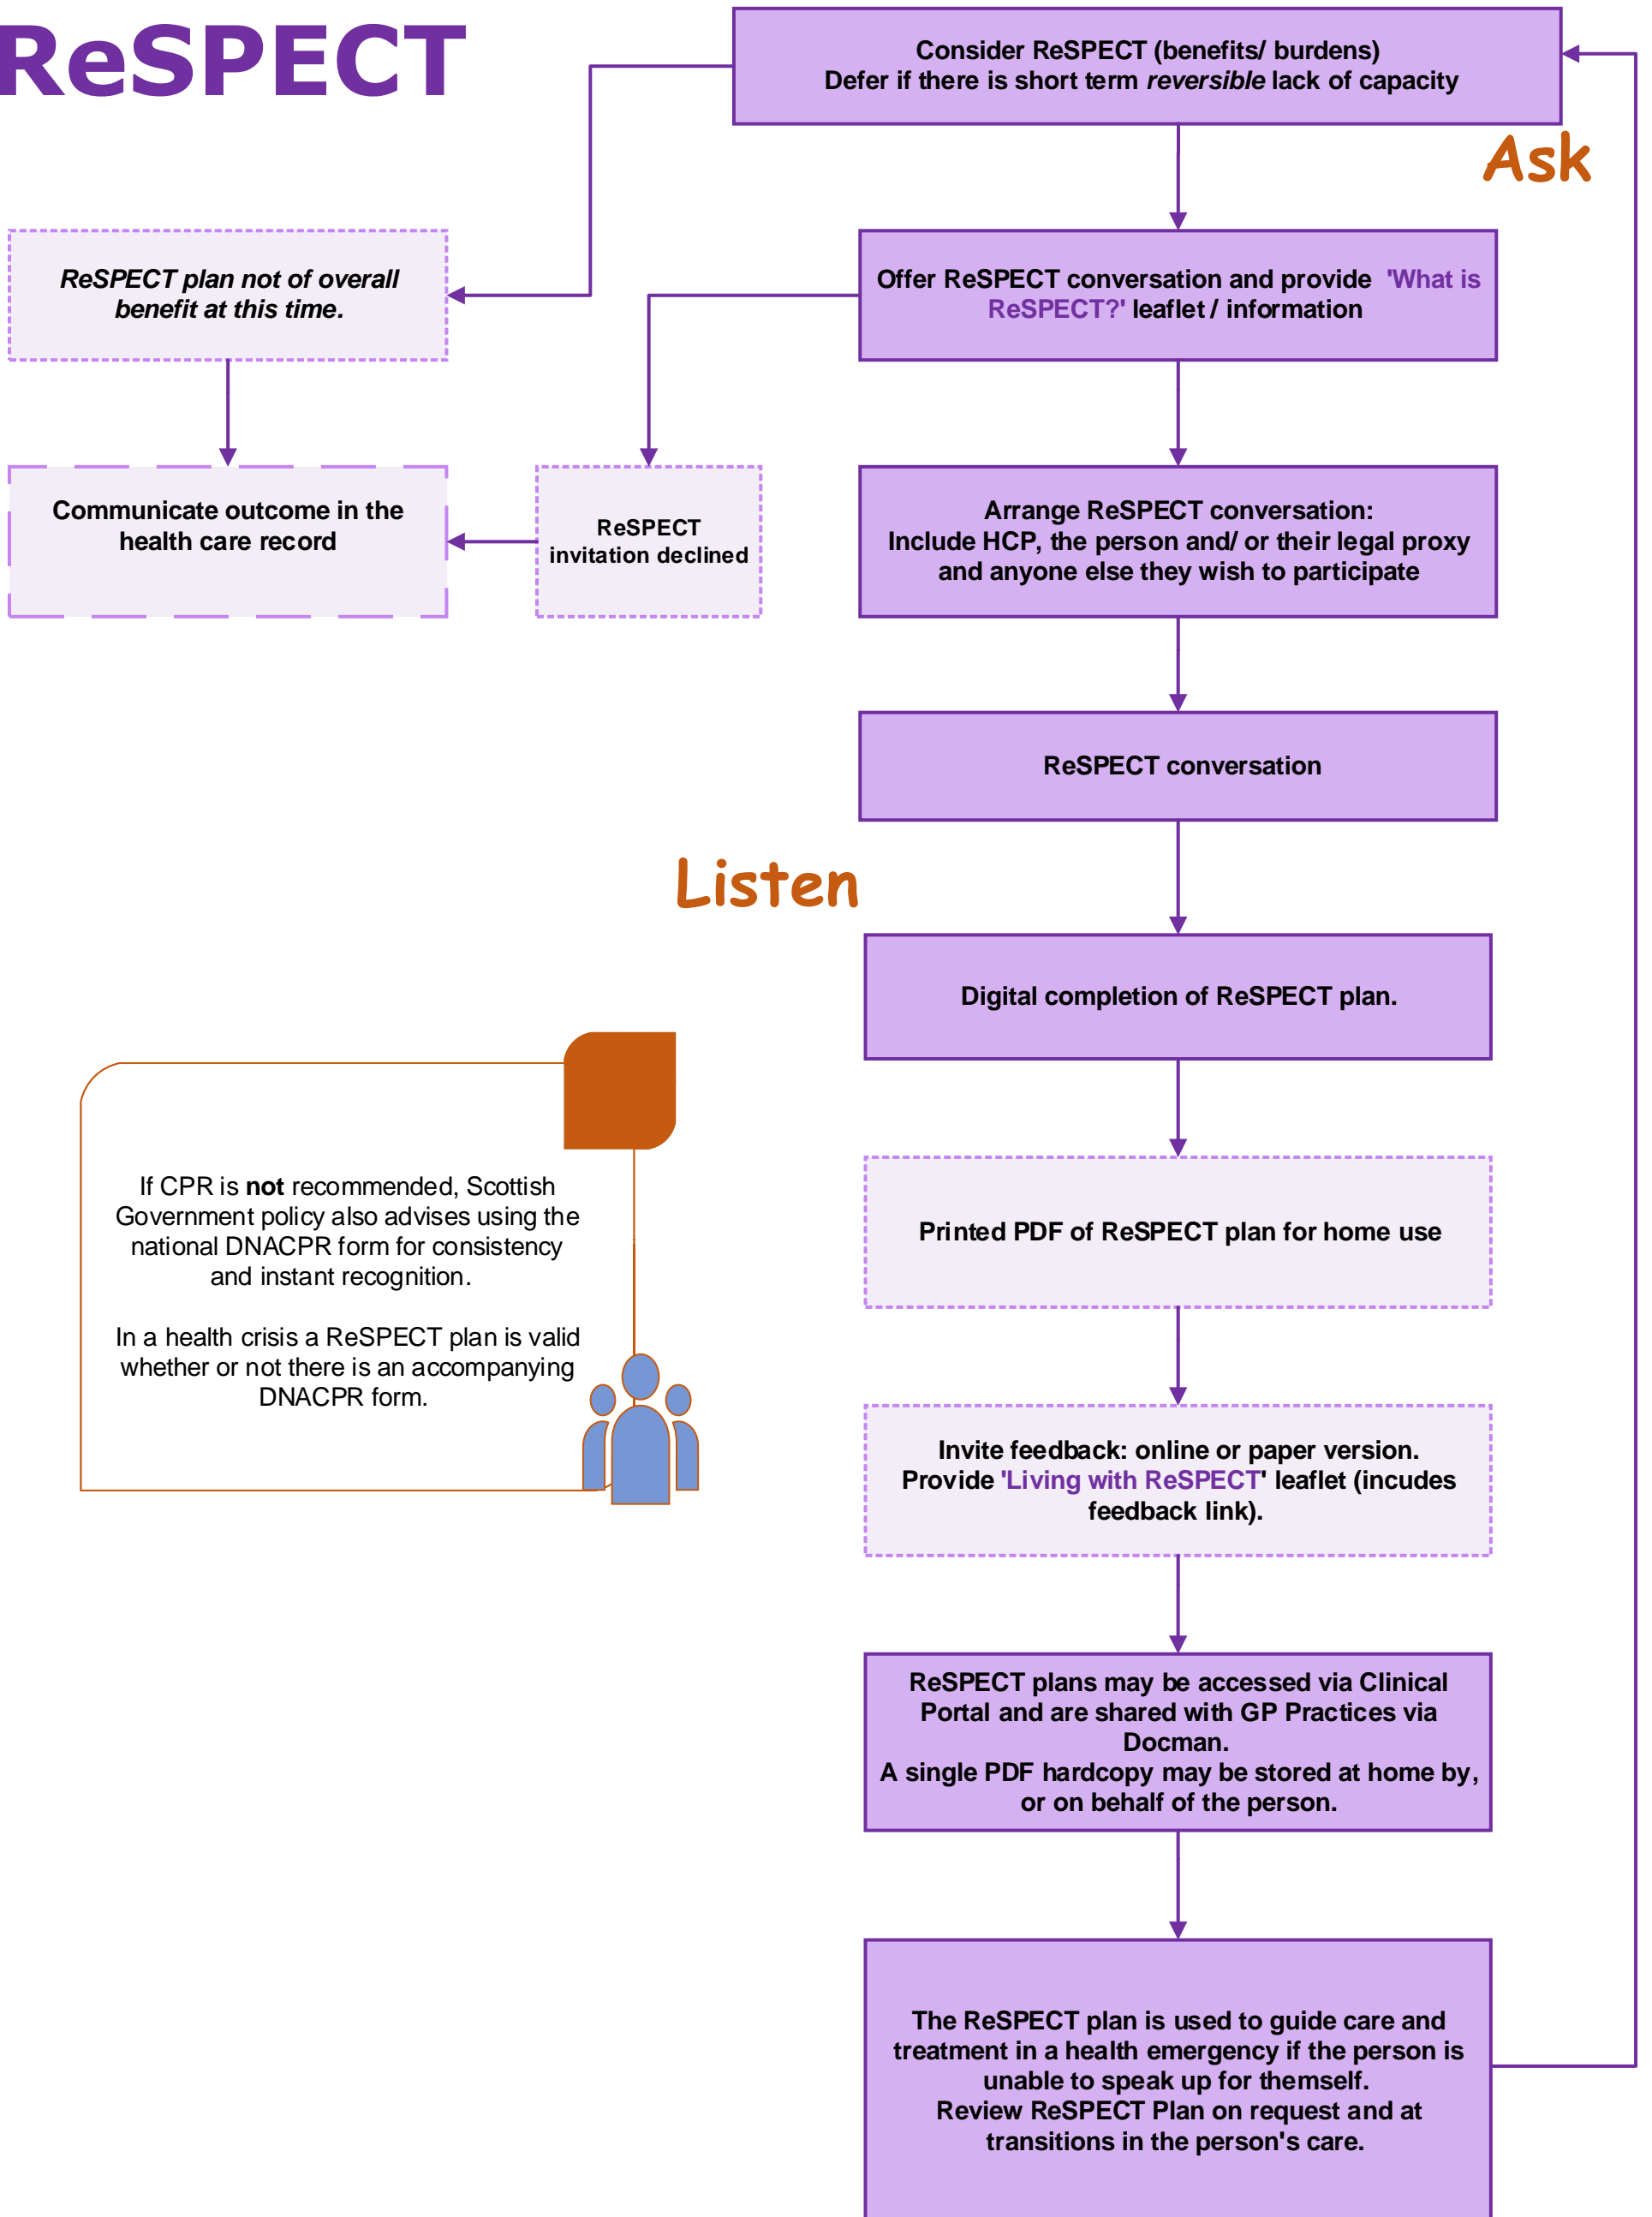 ReSPECT
Consider ReSPECT (benefits/ burdens)
Defer if there is short term reversible lack of capacity
Ask
ReSPECT plan not of overall
benefit at this time.
Offer ReSPECT conversation and provide 'What is
ReSPECT?' leaflet / information
Communicate outcome in the
health care record
ReSPECT
invitation declined
Arrange ReSPECT conversation:
Include HCP, the person and/ or their legal proxy
and anyone else they wish to participate
ReSPECT conversation
Listen
Digital completion of ReSPECT plan.
If CPR is not recommended, Scottish
Government policy also advises using the
national DNACPR form for consistency
and instant recognition.
In a health crisis a ReSPECT plan is valid
whether or not there is an accompanying
DNACPR form.
Printed PDF of ReSPECT plan for home use
Invite feedback: online or paper version.
Provide 'Living with ReSPECT' leaflet (incudes
feedback link).
ReSPECT plans may be accessed via Clinical
Portal and are shared with GP Practices via
Docman.
A single PDF hardcopy may be stored at home by,
or on behalf of the person.
The ReSPECT plan is used to guide care and
treatment in a health emergency if the person is
unable to speak up for themself.
Review ReSPECT Plan on request and at
transitions in the person's care.